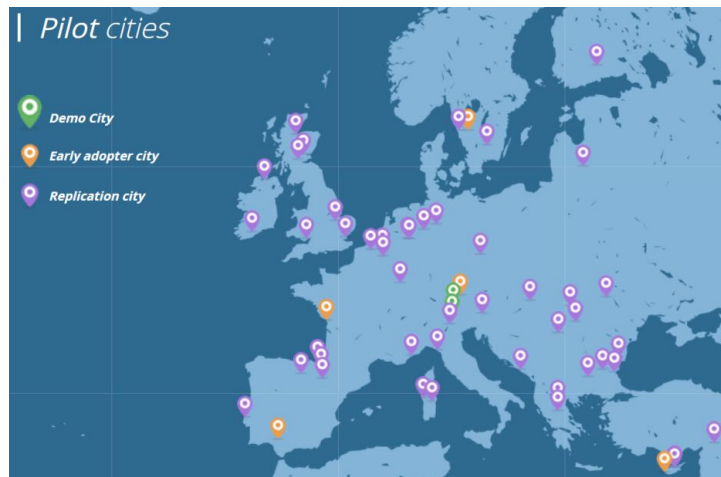 Pilot cities
Demo City
Early adopter city
Replication city